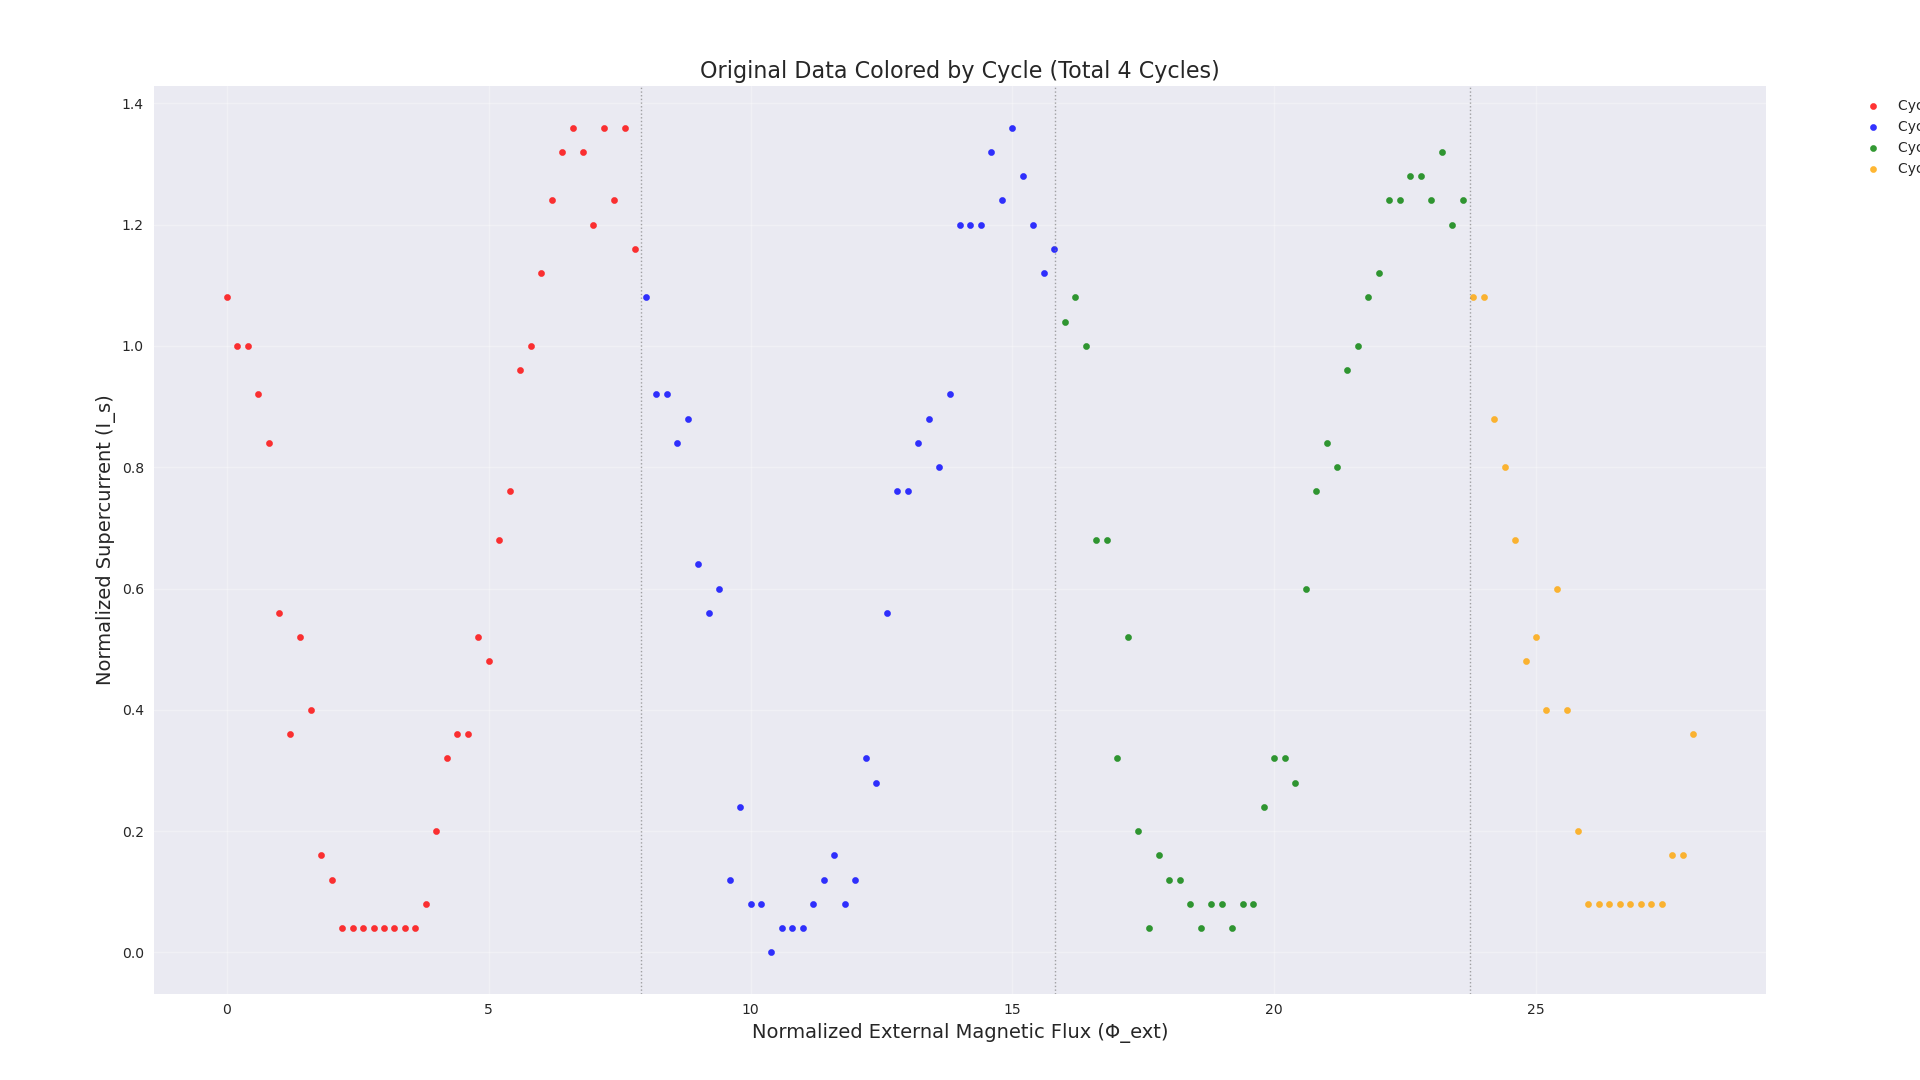 Original Data Colored by Cycle (Total 4 Cycles)
1.4
1.2
1.0
0.8
0.6
0.4
0.2
0.0
Normalized Supercurrent (I_s)
0 5 10 15 20 25
Normalized External Magnetic Flux (Φ_ext)
Cyc
Cyc
Cyc
Cyc